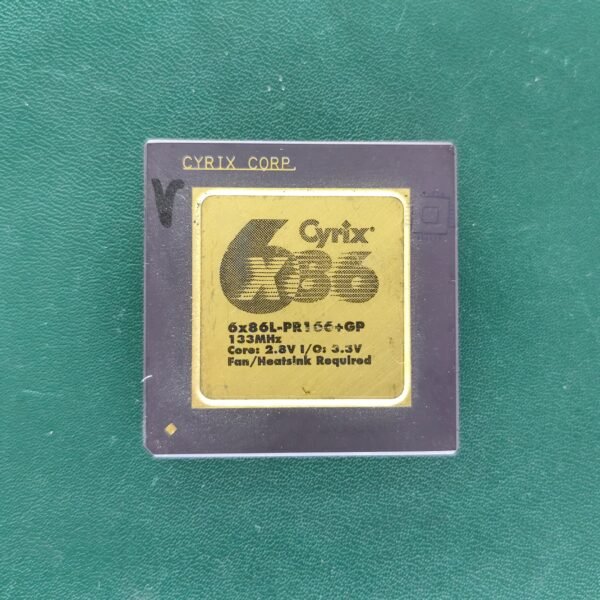 CYRIX CORP.
Cyrix®
6x86
6x86L-PR166+GP
133MHz
Core: 2.8V I/O: 3.3V
Fan/Heatsink Required